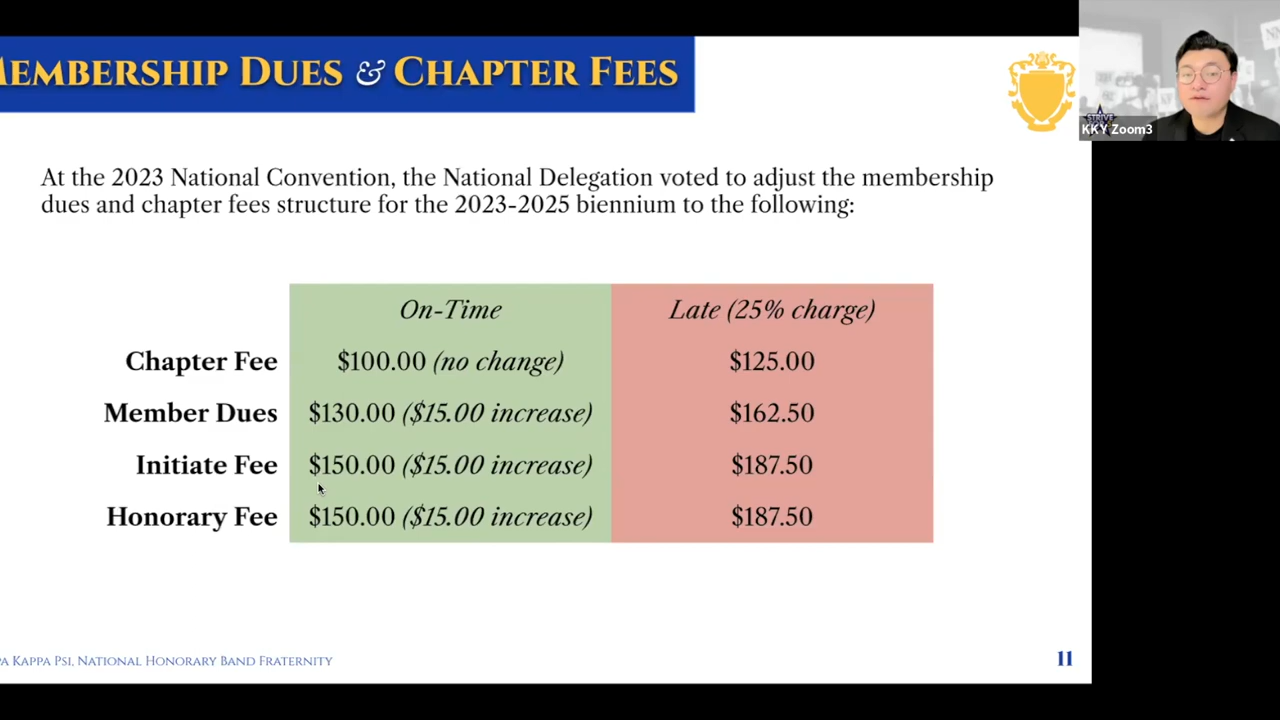 EMBERSHIP DUES & CHAPTER FEES
At the 2023 National Convention, the National Delegation voted to adjust the membership
dues and chapter fees structure for the 2023-2025 biennium to the following:
On-Time Late (25% charge)
Chapter Fee $100.00 (no change) $125.00
Member Dues $130.00 ($15.00 increase) $162.50
Initiate Fee $150.00 ($15.00 increase) $187.50
Honorary Fee $150.00 ($15.00 increase) $187.50
PA KAPPA PSI, NATIONAL HONORARY BAND FRATERNITY
11
STRIVE
KKY Zoom3